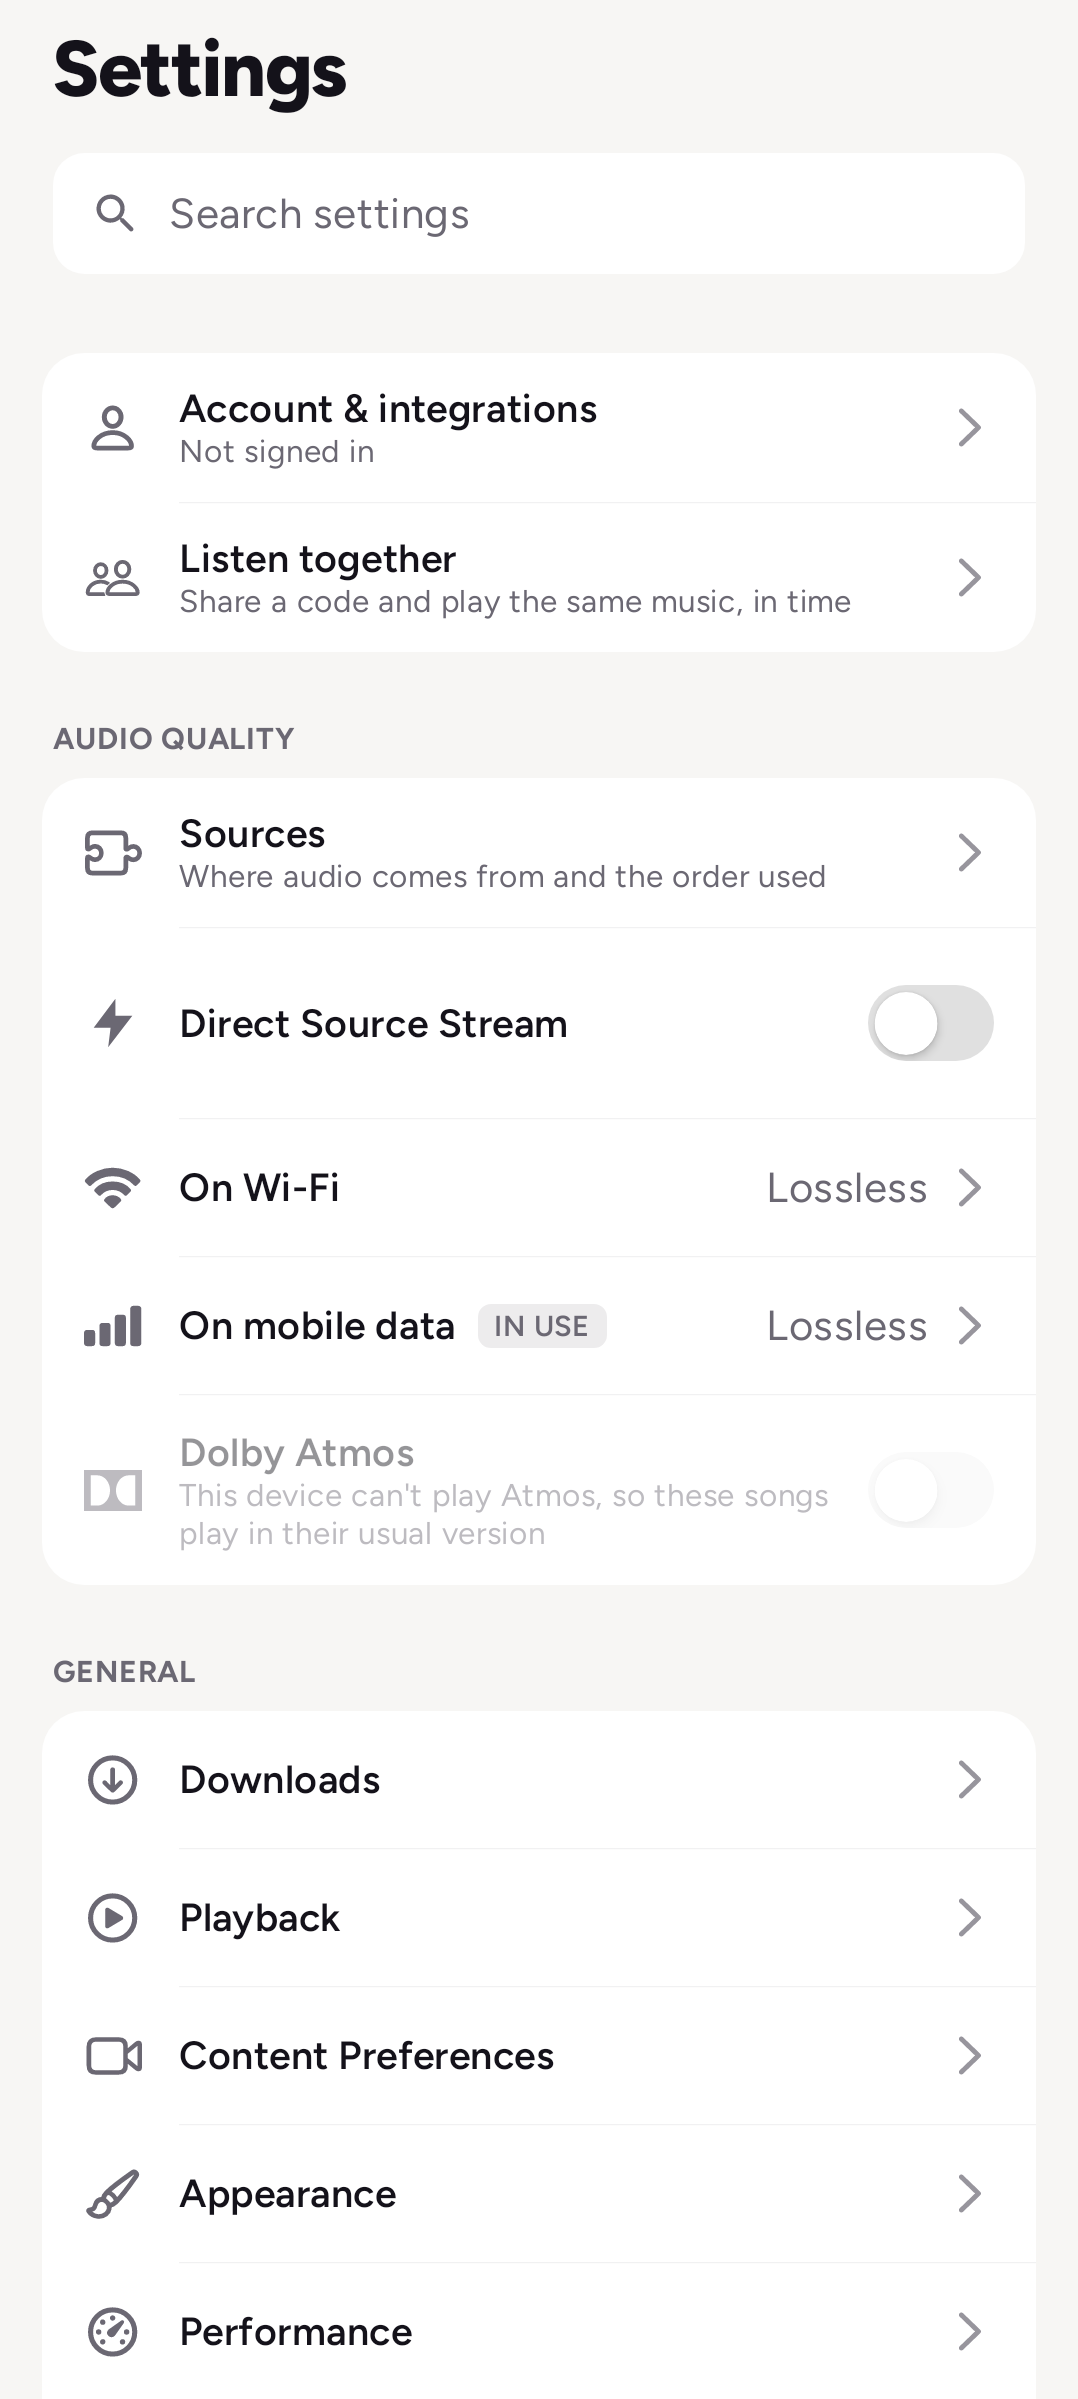 Settings
Search settings
Account & integrations
Not signed in
Listen together
Share a code and play the same music, in time
AUDIO QUALITY
Sources
Where audio comes from and the order used
Direct Source Stream
On Wi-Fi Lossless
On mobile data IN USE Lossless
Dolby Atmos
This device can't play Atmos, so these songs
play in their usual version
GENERAL
Downloads
Playback
Content Preferences
Appearance
Performance